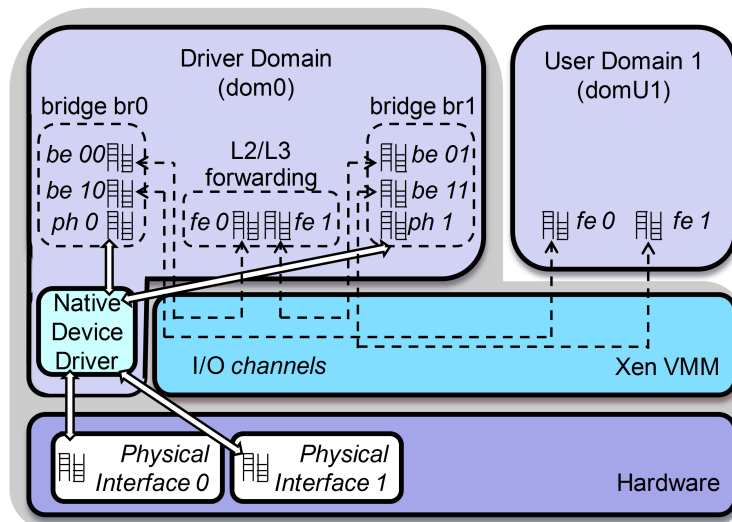 Driver Domain
(dom0)
User Domain 1
(domU1)
bridge br0
bridge br1
be 00
be 10
ph 0
L2/L3
forwarding
fe 0
fe 1
be 01
be 11
ph 1
fe 0
fe 1
Native
Device
Driver
I/O channels
Xen VMM
Physical
Interface 0
Physical
Interface 1
Hardware